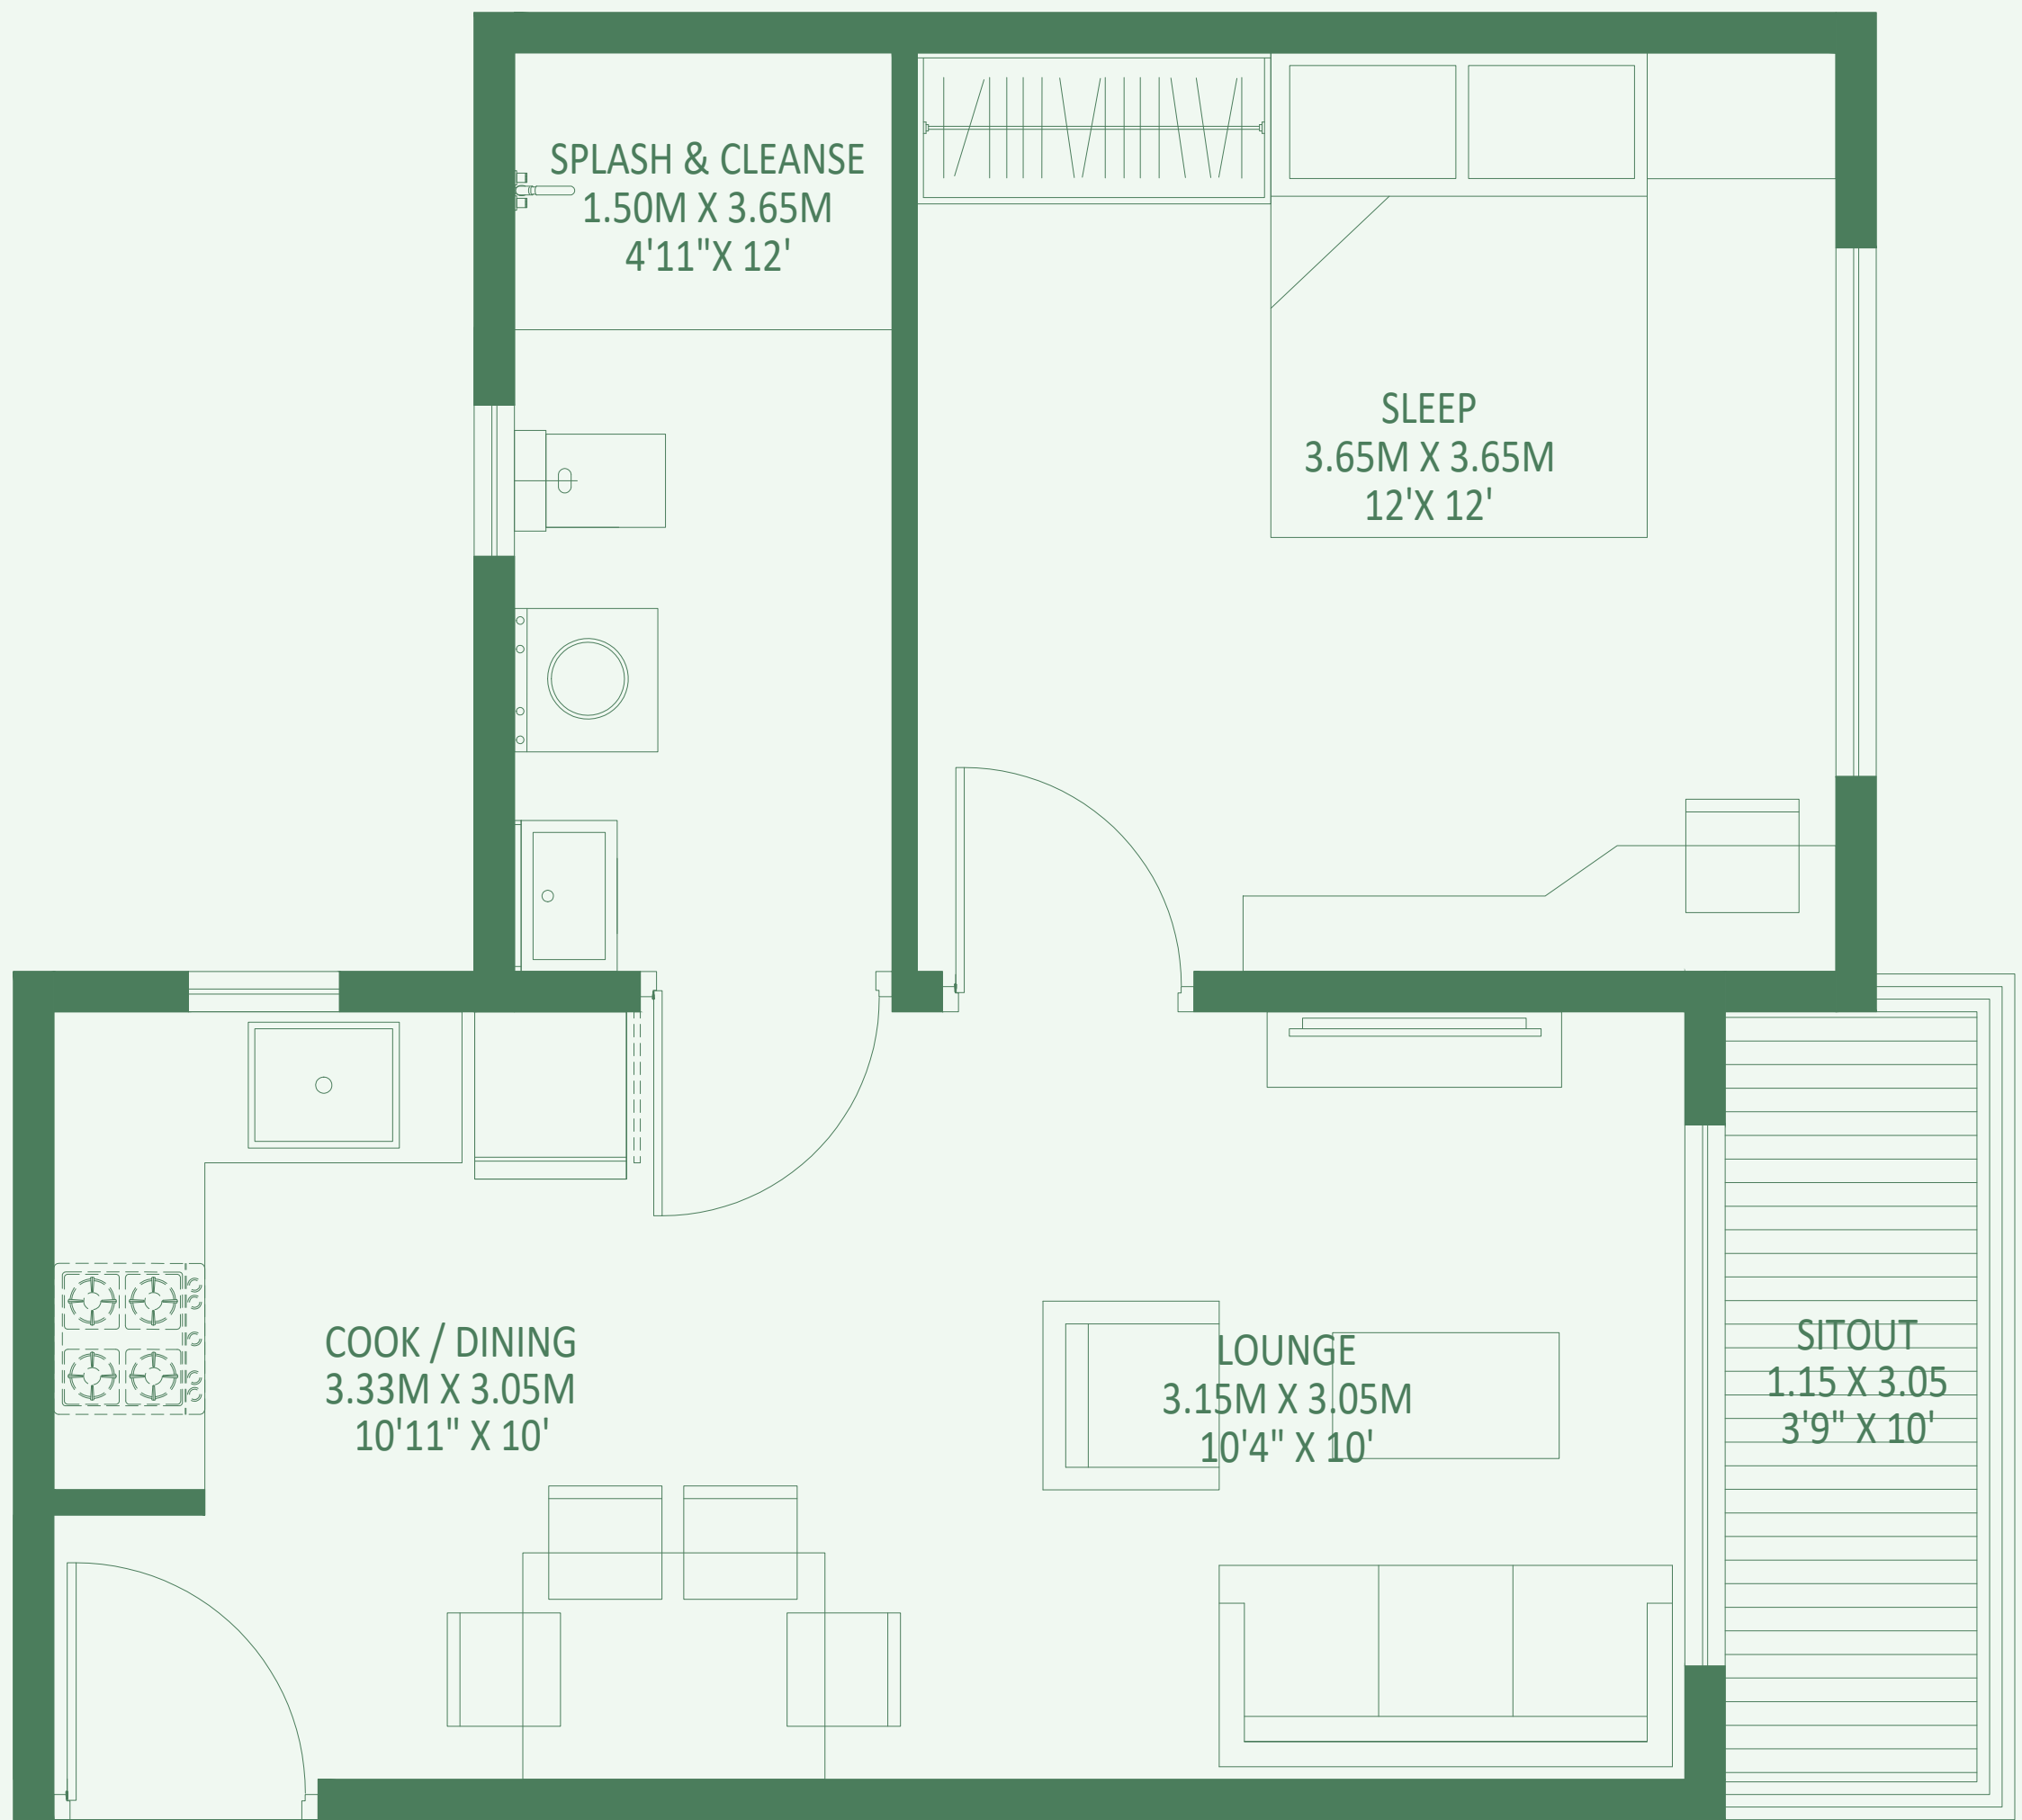 SPLASH & CLEANSE
1.50M X 3.65M
4'11"X 12'
SLEEP
3.65M X 3.65M
12'X 12'
COOK / DINING
3.33M X 3.05M
10'11" X 10'
LOUNGE
3.15M X 3.05M
10'4" X 10'
SITOUT
1.15 X 3.05
3'9" X 10'